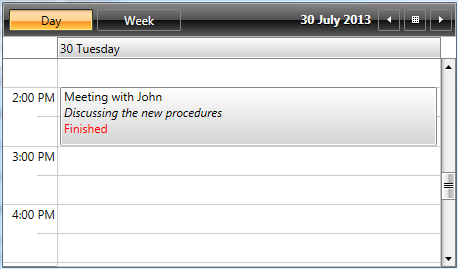 Day Week 30 July 2013
30 Tuesday
2:00 PM
Meeting with John
Discussing the new procedures
Finished
3:00 PM
4:00 PM